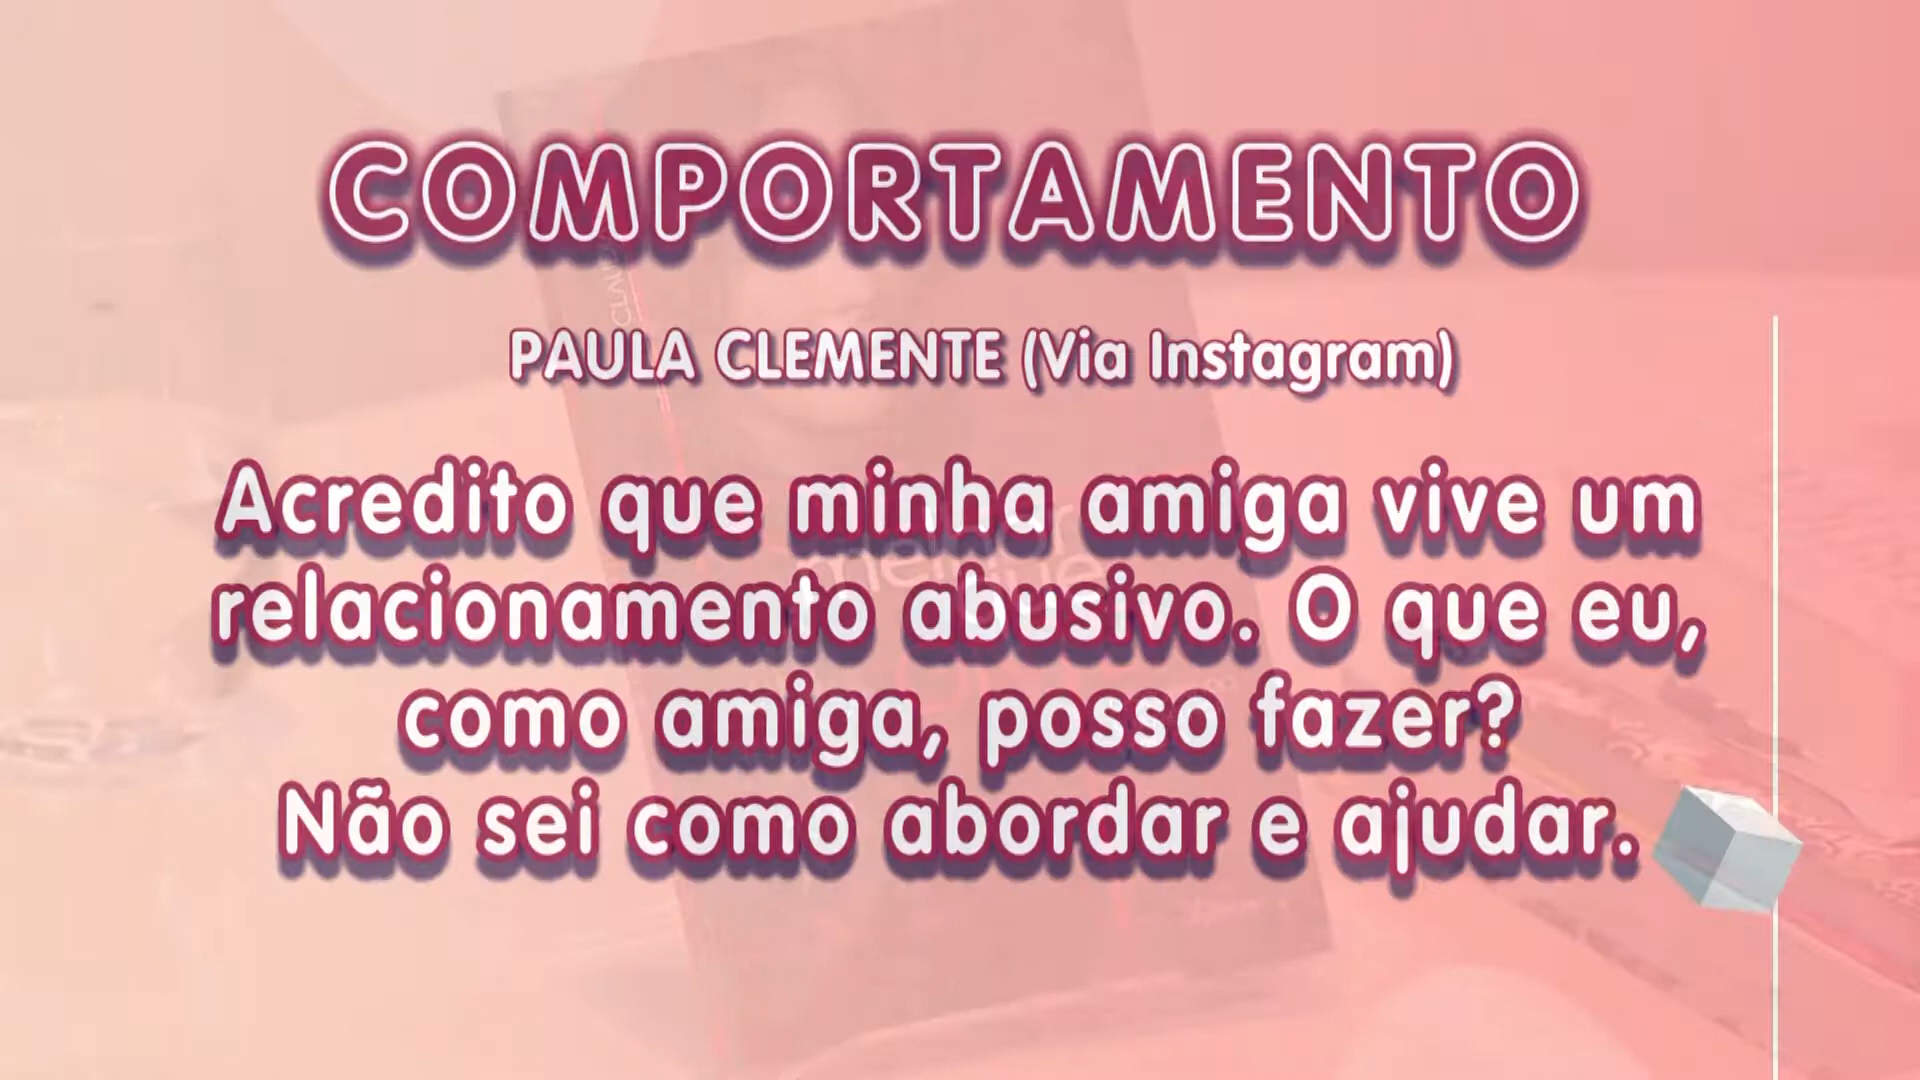 COMPORTAMENTO
PAULA CLEMENTE (Via Instagram)
Acredito que minha amiga vive um
relacionamento abusivo. O que eu,
como amiga, posso fazer?
Não sei como abordar e ajudar.